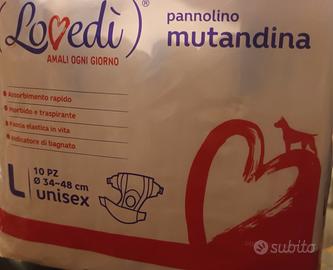 Lovedì®
AMALI OGNI GIORNO
pannolino
mutandina
Assorbimento rapido
Morbido e traspirante
Fascia elastica in vita
Indicatore di bagnato
L
10 PZ
Ø 34-48 cm
unisex
subito